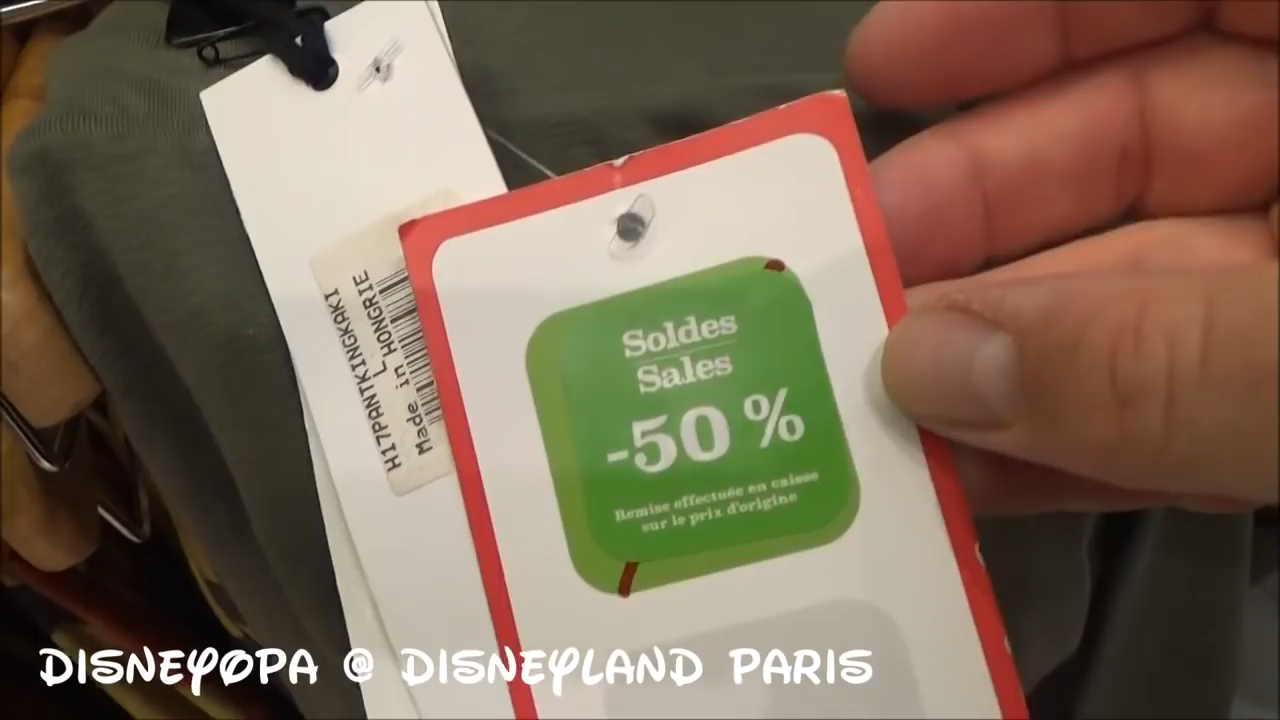 H17PANTKINGKAKI
L HONGRIE
Made in
Soldes
Sales
-50 %
Remise effectuée en caisse
sur le prix d'origine
DISNEYOPA @ DISNEYLAND PARIS